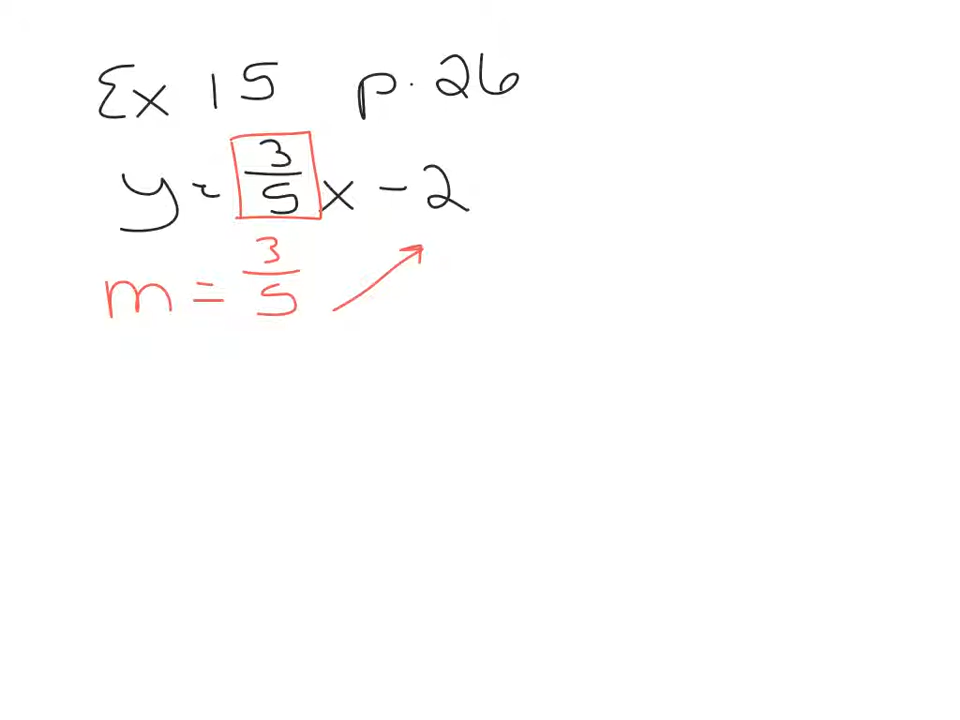 Ex 15 p. 26
y = 3/5 x - 2
m = 3/5